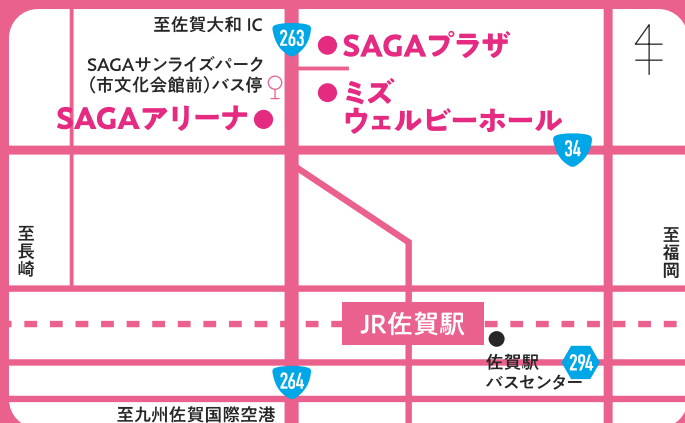 至佐賀大和 IC
263
SAGAプラザ
SAGAサンライズパーク
（市文化会館前）バス停
ミズ
ウェルビーホール
SAGAアリーナ
34
至長崎
至福岡
JR佐賀駅
佐賀駅
バスセンター
294
264
至九州佐賀国際空港